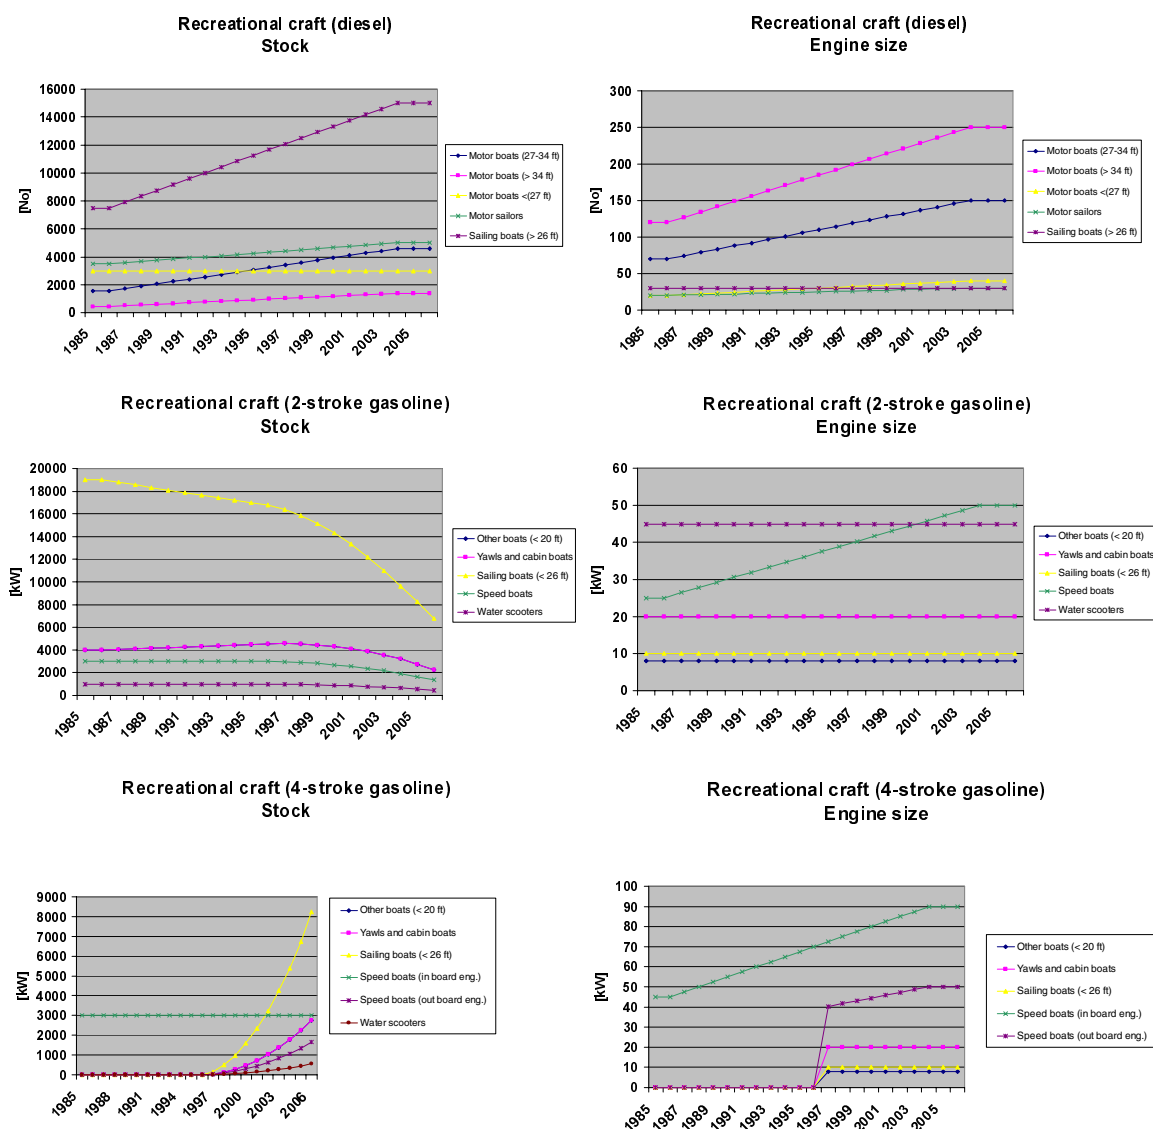 Recreational craft (diesel)
Stock
16000
14000
12000
10000
8000
6000
4000
2000
0
[No]
1985
1987
1989
1991
1993
1995
1997
1999
2001
2003
2005
Motor boats (27-34 ft)
Motor boats (> 34 ft)
Motor boats <(27 ft)
Motor sailors
Sailing boats (> 26 ft)
Recreational craft (diesel)
Engine size
300
250
200
150
100
50
0
[No]
1985
1987
1989
1991
1993
1995
1997
1999
2001
2003
2005
Motor boats (27-34 ft)
Motor boats (> 34 ft)
Motor boats <(27 ft)
Motor sailors
Sailing boats (> 26 ft)
Recreational craft (2-stroke gasoline)
Stock
20000
18000
16000
14000
12000
10000
8000
6000
4000
2000
0
[kW]
1985
1987
1989
1991
1993
1995
1997
1999
2001
2003
2005
Other boats (< 20 ft)
Yawls and cabin boats
Sailing boats (< 26 ft)
Speed boats
Water scooters
Recreational craft (2-stroke gasoline)
Engine size
60
50
40
30
20
10
0
[kW]
1985
1987
1989
1991
1993
1995
1997
1999
2001
2003
2005
Other boats (< 20 ft)
Yawls and cabin boats
Sailing boats (< 26 ft)
Speed boats
Water scooters
Recreational craft (4-stroke gasoline)
Stock
9000
8000
7000
6000
5000
4000
3000
2000
1000
0
[kW]
1985
1988
1991
1994
1997
2000
2003
2006
Other boats (< 20 ft)
Yawls and cabin boats
Sailing boats (< 26 ft)
Speed boats (in board eng.)
Speed boats (out board eng.)
Water scooters
Recreational craft (4-stroke gasoline)
Engine size
100
90
80
70
60
50
40
30
20
10
0
[kW]
1985
1987
1989
1991
1993
1995
1997
1999
2001
2003
2005
Other boats (< 20 ft)
Yawls and cabin boats
Sailing boats (< 26 ft)
Speed boats (in board eng.)
Speed boats (out board eng.)